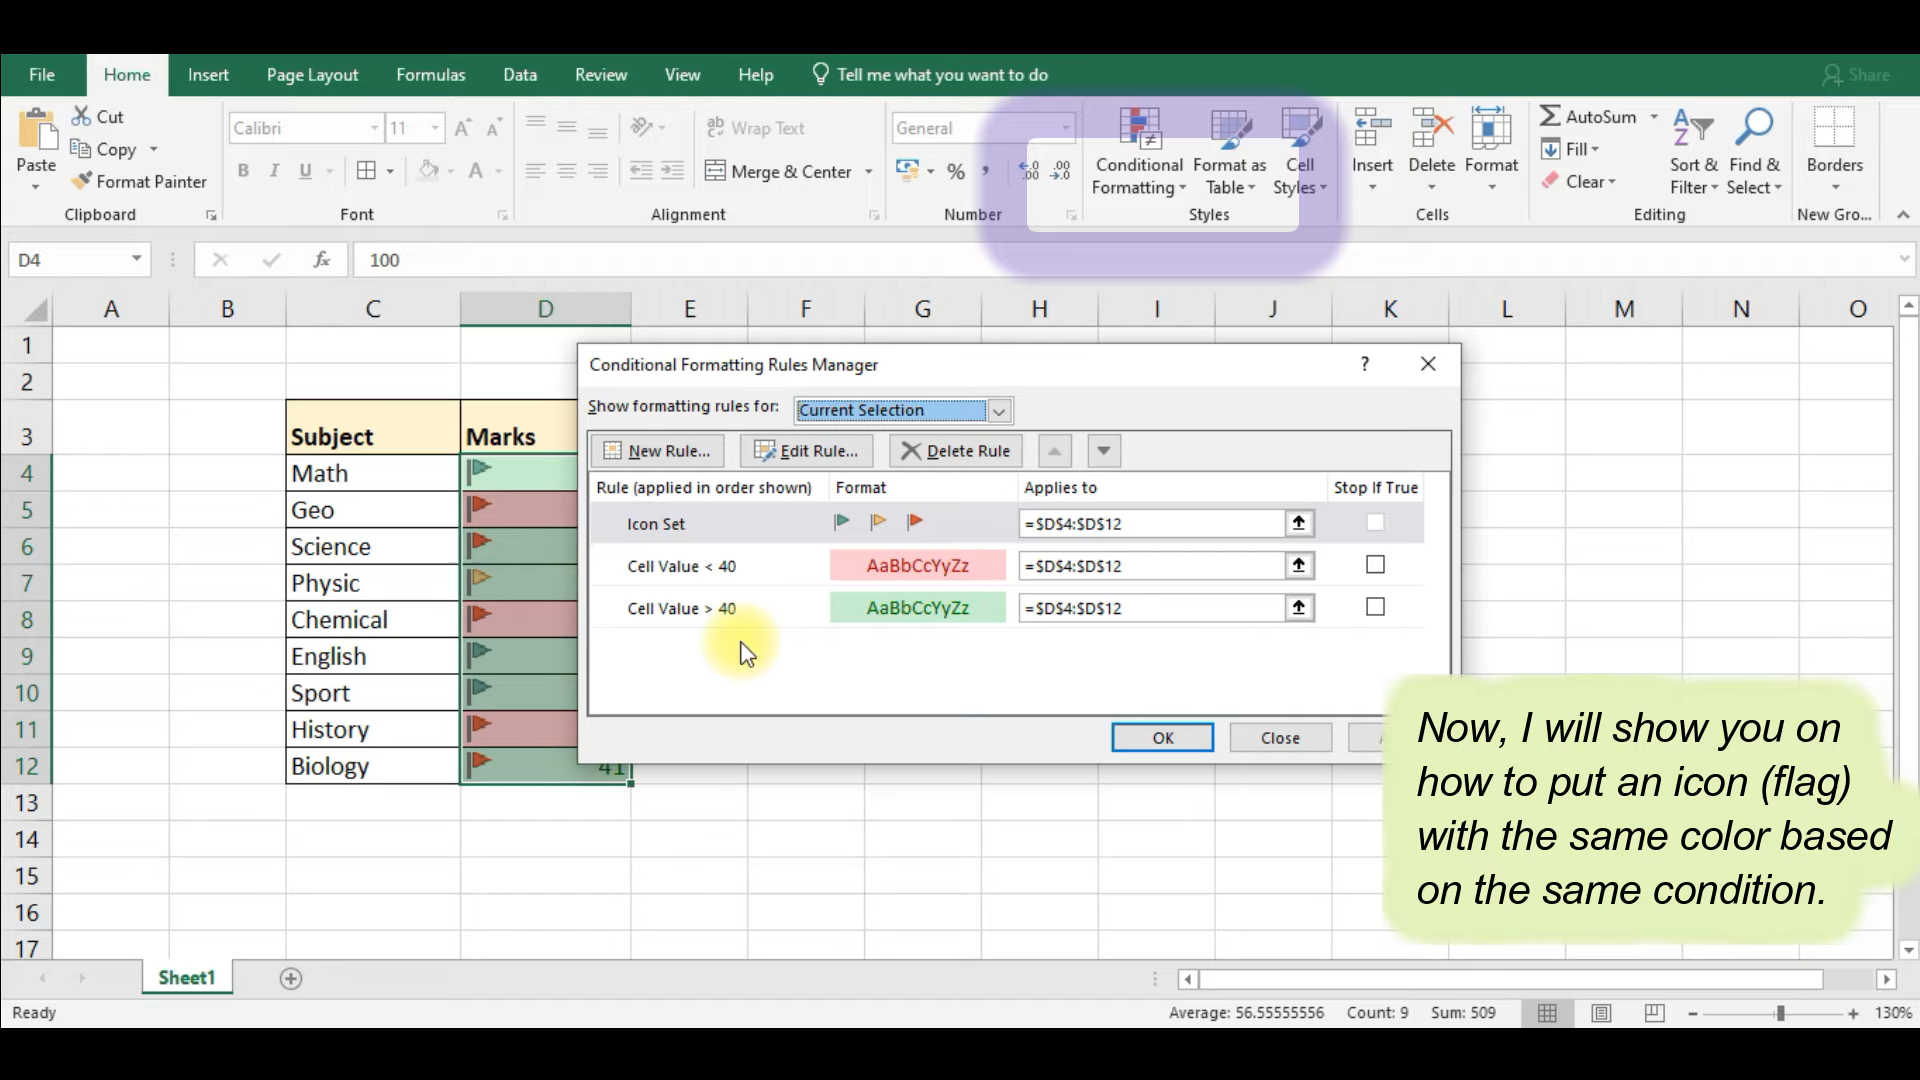 File Home Insert Page Layout Formulas Data Review View Help Tell me what you want to do Share
Cut
Copy
Format Painter
Paste
Clipboard
Calibri 11
B I U A
Font
ab Wrap Text
Merge & Center
Alignment
General
% ,
Number
Conditional Formatting
Format as Table
Cell Styles
Styles
Insert Delete Format
Cells
AutoSum
Fill
Clear
Sort & Filter
Find & Select
Editing
Borders
New Gro...
D4 fx 100
A B C D E F G H I J K L M N O
1
2
3 Subject Marks
4 Math
5 Geo
6 Science
7 Physic
8 Chemical
9 English
10 Sport
11 History
12 Biology 41
13
14
15
16
17
Conditional Formatting Rules Manager ?
Show formatting rules for: Current Selection
New Rule... Edit Rule... Delete Rule
Rule (applied in order shown) Format Applies to Stop If True
Icon Set =$D$4:$D$12
Cell Value < 40 AaBbCcYyZz =$D$4:$D$12
Cell Value > 40 AaBbCcYyZz =$D$4:$D$12
OK Close
Now, I will show you on
how to put an icon (flag)
with the same color based
on the same condition.
Sheet1
Ready Average: 56.55555556 Count: 9 Sum: 509 130%